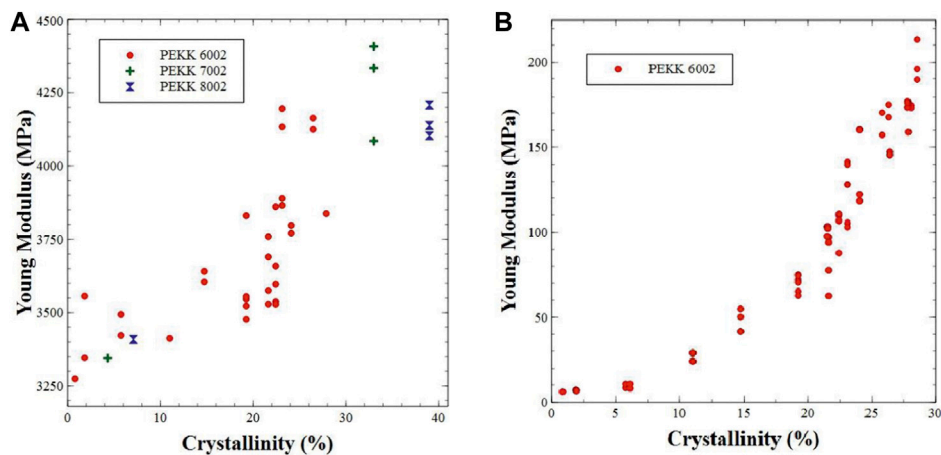 A
PEKK 6002
PEKK 7002
PEKK 8002
Young Modulus (MPa)
4500
4250
4000
3750
3500
3250
0
10
20
30
40
Crystallinity (%)
B
PEKK 6002
Young Modulus (MPa)
200
150
100
50
0
0
5
10
15
20
25
30
Crystallinity (%)